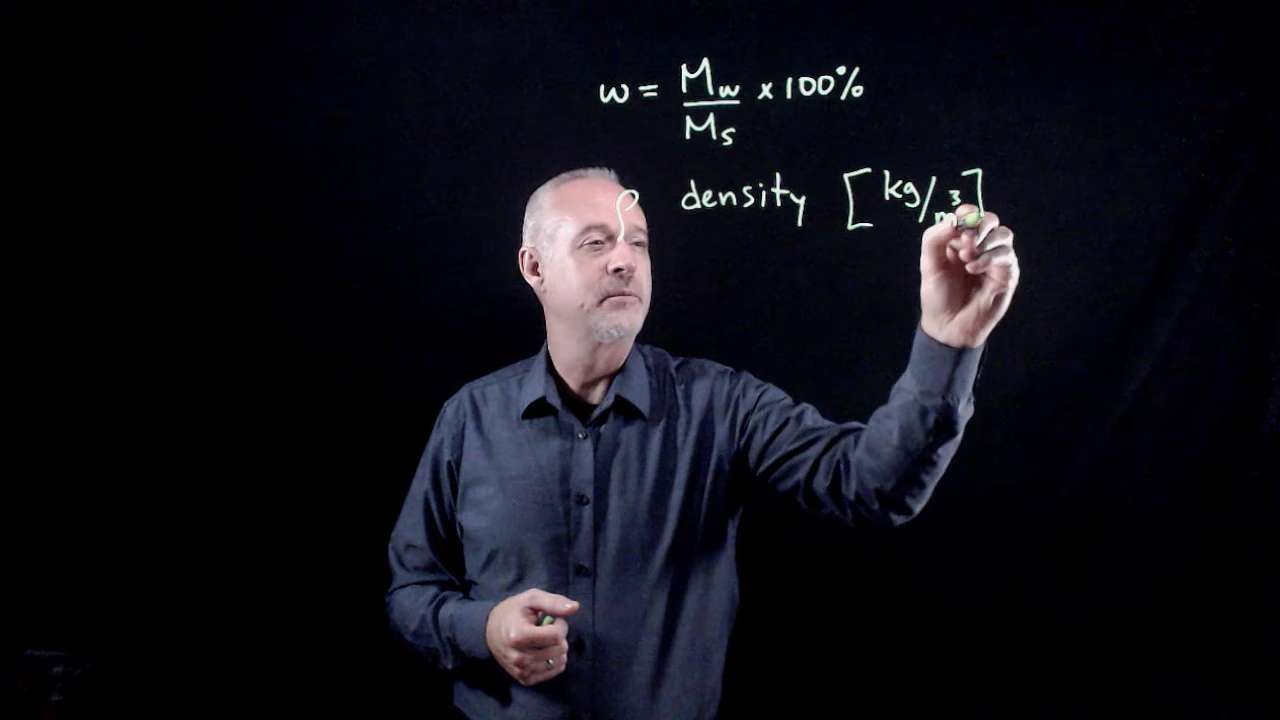 w = Mw/Ms x 100%
ρ density [kg/m³]